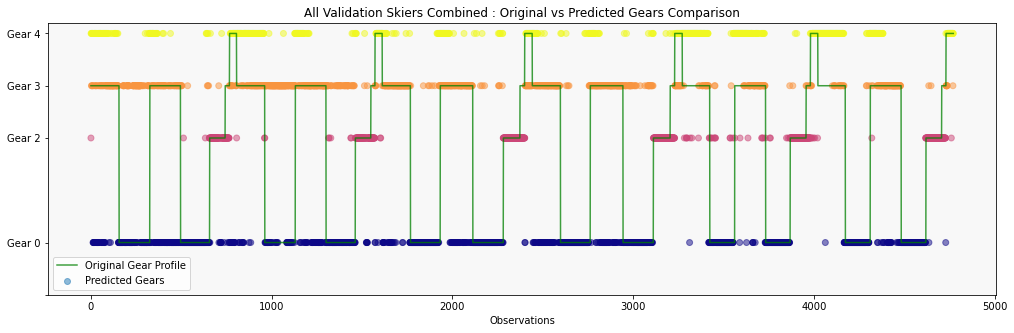 All Validation Skiers Combined : Original vs Predicted Gears Comparison
Gear 4
Gear 3
Gear 2
Gear 0
Original Gear Profile
Predicted Gears
0 1000 2000 3000 4000 5000
Observations